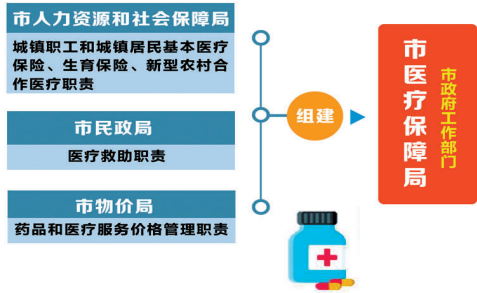 市人力资源和社会保障局
城镇职工和城镇居民基本医疗
保险、生育保险、新型农村合
作医疗职责
市民政局
医疗救助职责
市物价局
药品和医疗服务价格管理职责
组建
市医疗保障局
市政府工作部门